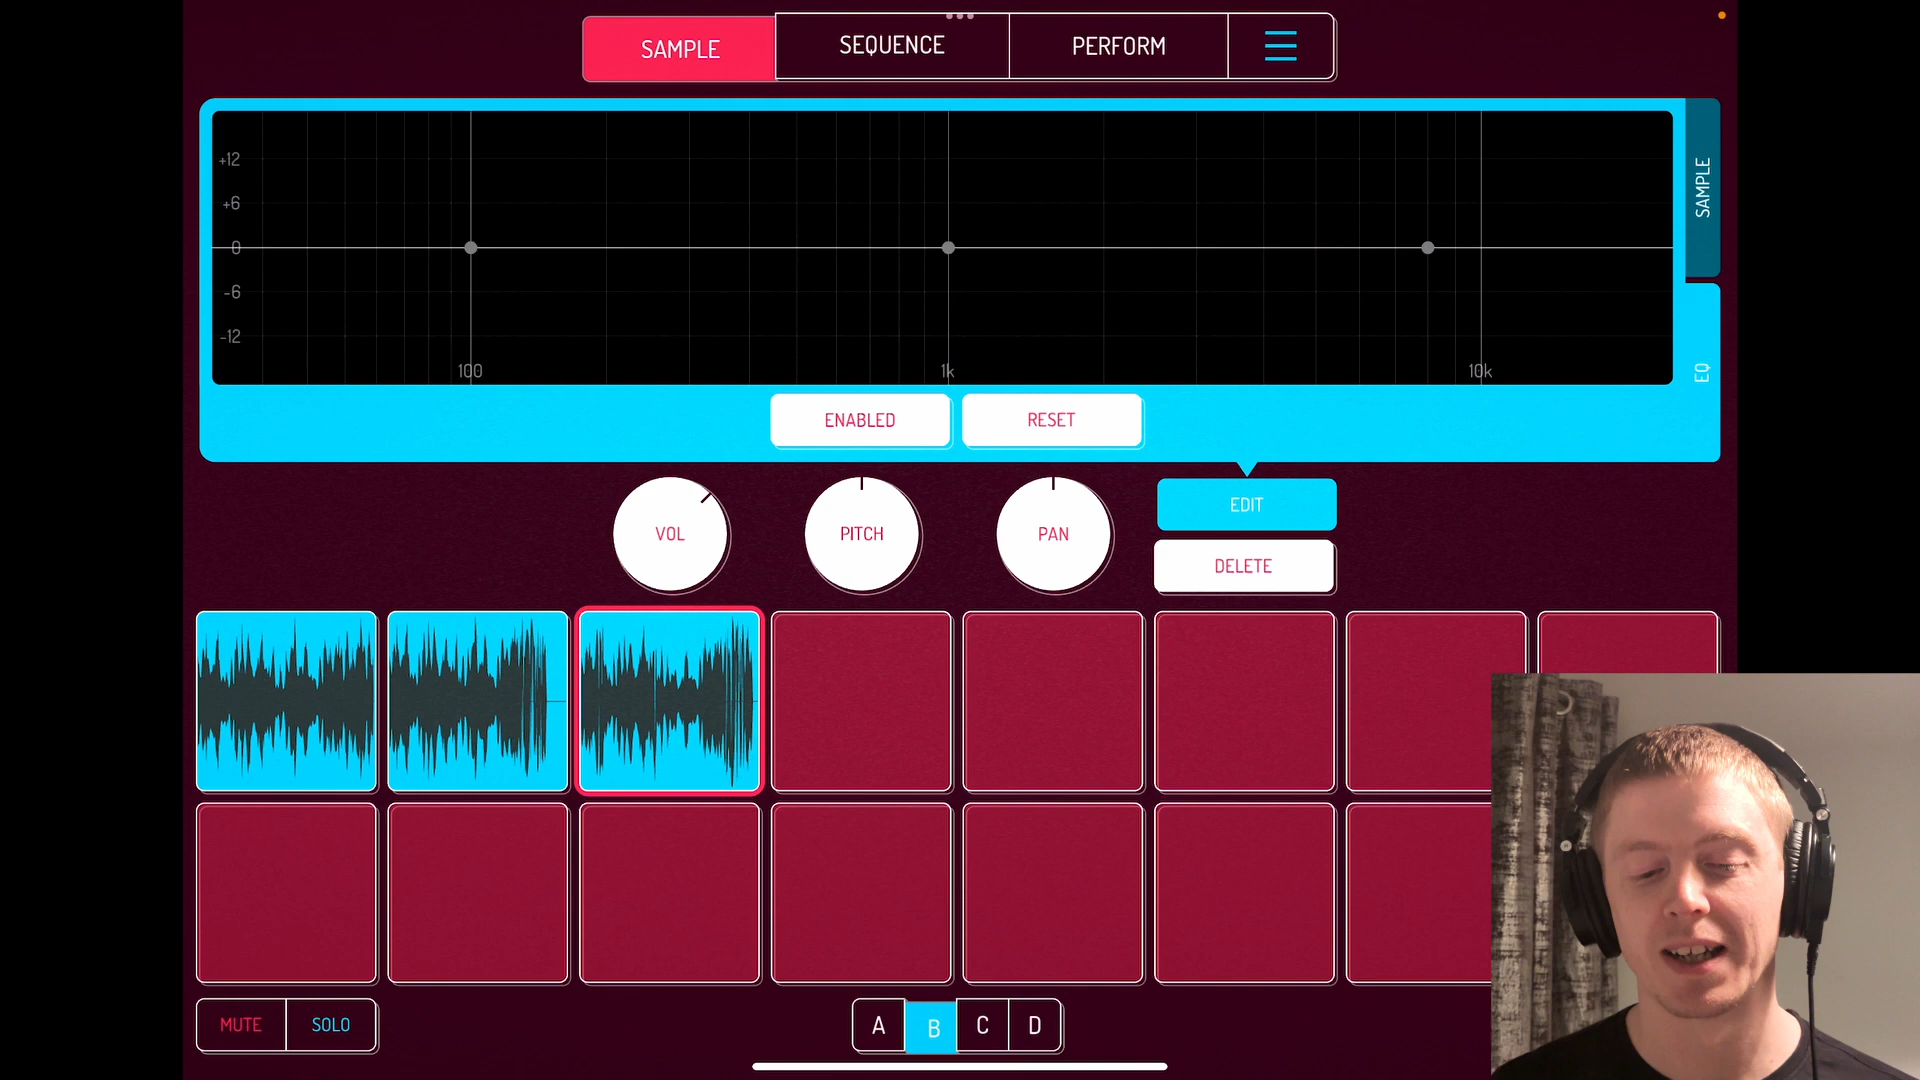 SAMPLE
SEQUENCE
PERFORM
+12
+6
0
-6
-12
100
1k
10k
SAMPLE
EQ
ENABLED
RESET
VOL
PITCH
PAN
EDIT
DELETE
MUTE
SOLO
A
B
C
D